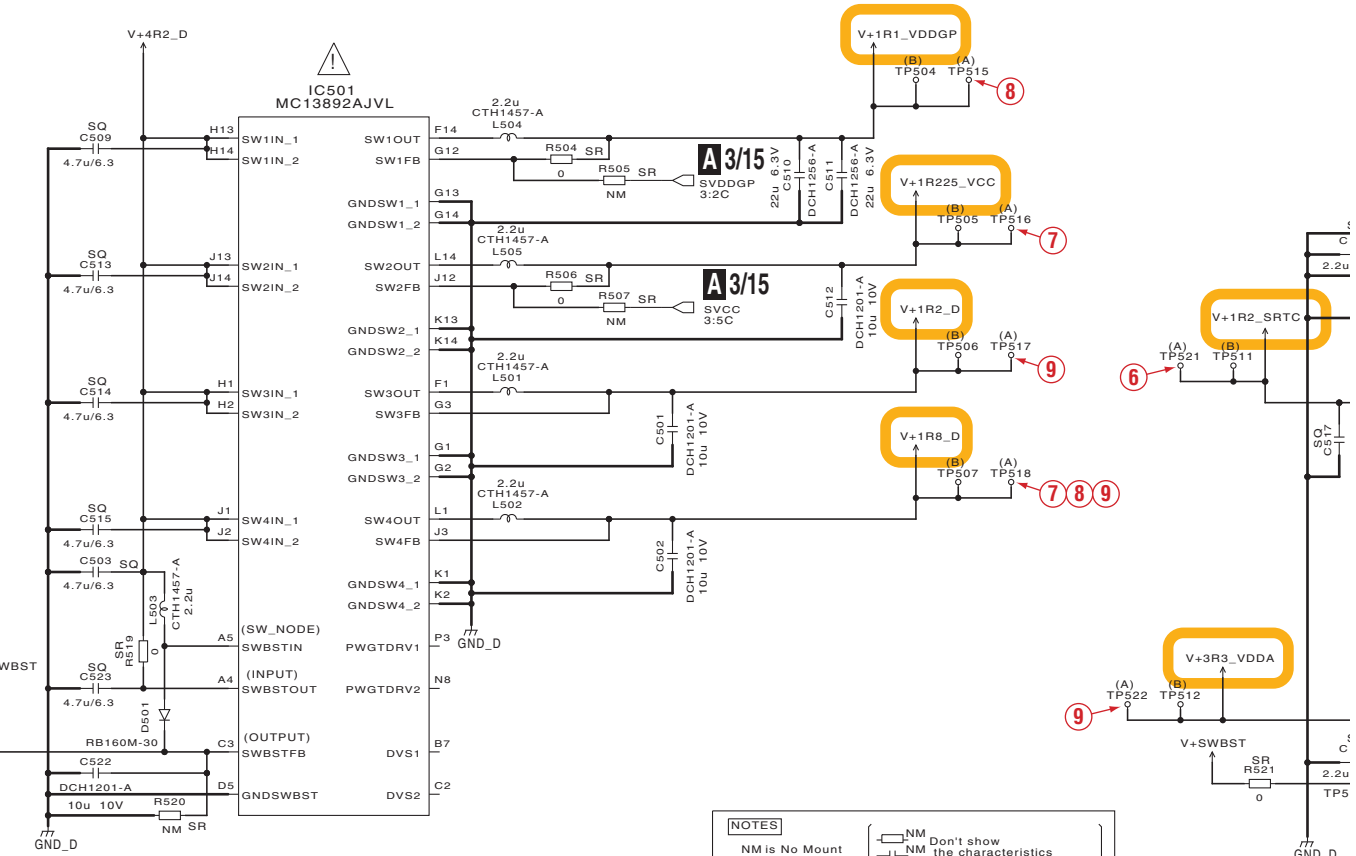 V+4R2_D
IC501
MC13892AJVL
SQ
C509
4.7u/6.3
H13
H14
SW1IN_1
SW1IN_2
SW1OUT
SW1FB
F14
G12
2.2u
CTH1457-A
L504
R504 SR
0
R505 SR
NM
A 3/15
SVDDGP
3:2C
22u 6.3V
C510
DCH1256-A
C511
DCH1256-A
22u 6.3V
V+1R1_VDDGP
(B)
TP504
(A)
TP515
8
GNDSW1_1
GNDSW1_2
G13
G14
SQ
C513
4.7u/6.3
J13
J14
SW2IN_1
SW2IN_2
SW2OUT
SW2FB
L14
J12
2.2u
CTH1457-A
L505
R506 SR
0
R507 SR
NM
A 3/15
SVCC
3:5C
C512
DCH1201-A
10u 10V
V+1R225_VCC
(B)
TP505
(A)
TP516
7
GNDSW2_1
GNDSW2_2
K13
K14
SQ
C514
4.7u/6.3
H1
H2
SW3IN_1
SW3IN_2
SW3OUT
SW3FB
F1
G3
2.2u
CTH1457-A
L501
C501
DCH1201-A
10u 10V
V+1R2_D
(B)
TP506
(A)
TP517
9
GNDSW3_1
GNDSW3_2
G1
G2
SQ
C515
4.7u/6.3
J1
J2
SW4IN_1
SW4IN_2
SW4OUT
SW4FB
L1
J3
2.2u
CTH1457-A
L502
C502
DCH1201-A
10u 10V
V+1R8_D
(B)
TP507
(A)
TP518
7 8 9
GNDSW4_1
GNDSW4_2
K1
K2
GND_D
C503 SQ
4.7u/6.3
L503
CTH1457-A
2.2u
SR
R519
0
A5
(SW_NODE)
SWBSTIN
PWGTDRV1
P3
WBST
SQ
C523
4.7u/6.3
A4
(INPUT)
SWBSTOUT
PWGTDRV2
N8
D501
RB160M-30
C3
(OUTPUT)
SWBSTFB
DVS1
B7
C522
DCH1201-A
10u 10V
D5
GNDSWBST
DVS2
C2
R520
NM SR
GND_D
V+1R2_SRTC
(A)
TP521
(B)
TP511
6
SQ
C517
S
C
2.2u
V+3R3_VDDA
(A)
TP522
(B)
TP512
9
V+SWBST
SR
R521
0
S
C
2.2u
TP5
GND_D
NOTES
NM is No Mount
NM
NM
Don't show
the characteristics